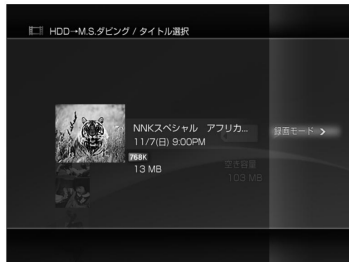 HDD→M.S.ダビング / タイトル選択
NNKスペシャル アフリカ...
11/7(日) 9:00PM
768K
13 MB
録画モード >
空き容量
103 MB